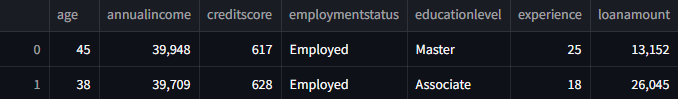 age annualincome creditscore employmentstatus educationlevel experience loanamount
0 45 39,948 617 Employed Master 25 13,152
1 38 39,709 628 Employed Associate 18 26,045